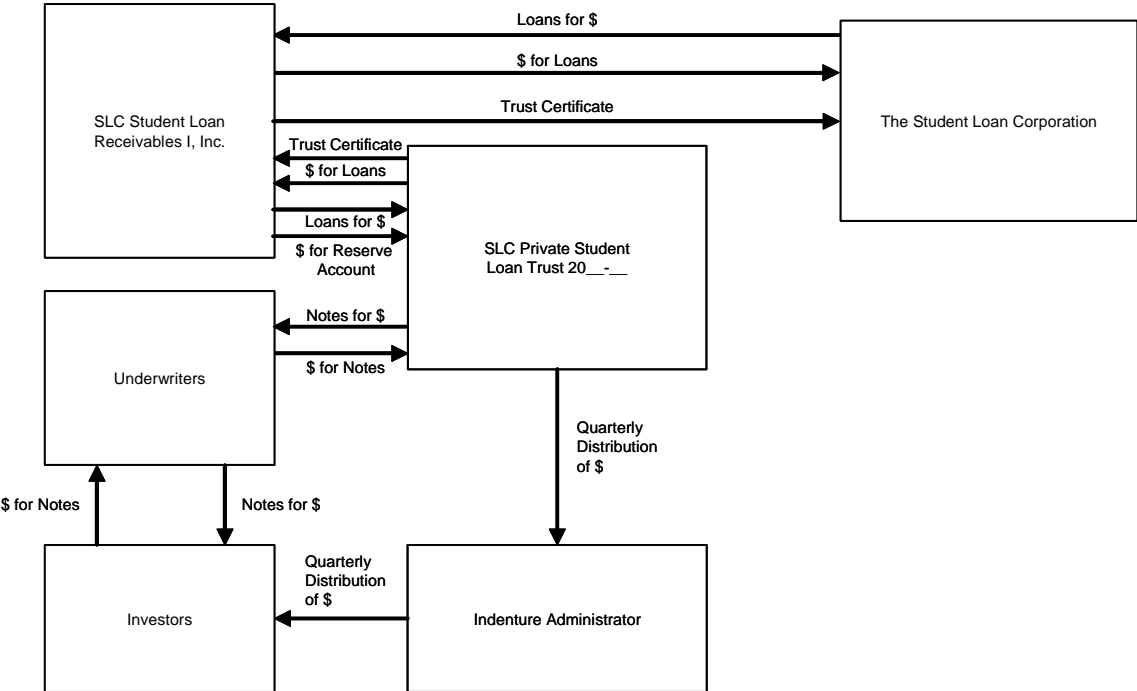 Loans for $
$ for Loans
Trust Certificate
SLC Student Loan
Receivables I, Inc.
The Student Loan Corporation
Trust Certificate
$ for Loans
Loans for $
$ for Reserve
Account
SLC Private Student
Loan Trust 20__-__
Notes for $
$ for Notes
Underwriters
Quarterly
Distribution
of $
$ for Notes
Notes for $
Quarterly
Distribution
of $
Investors
Indenture Administrator